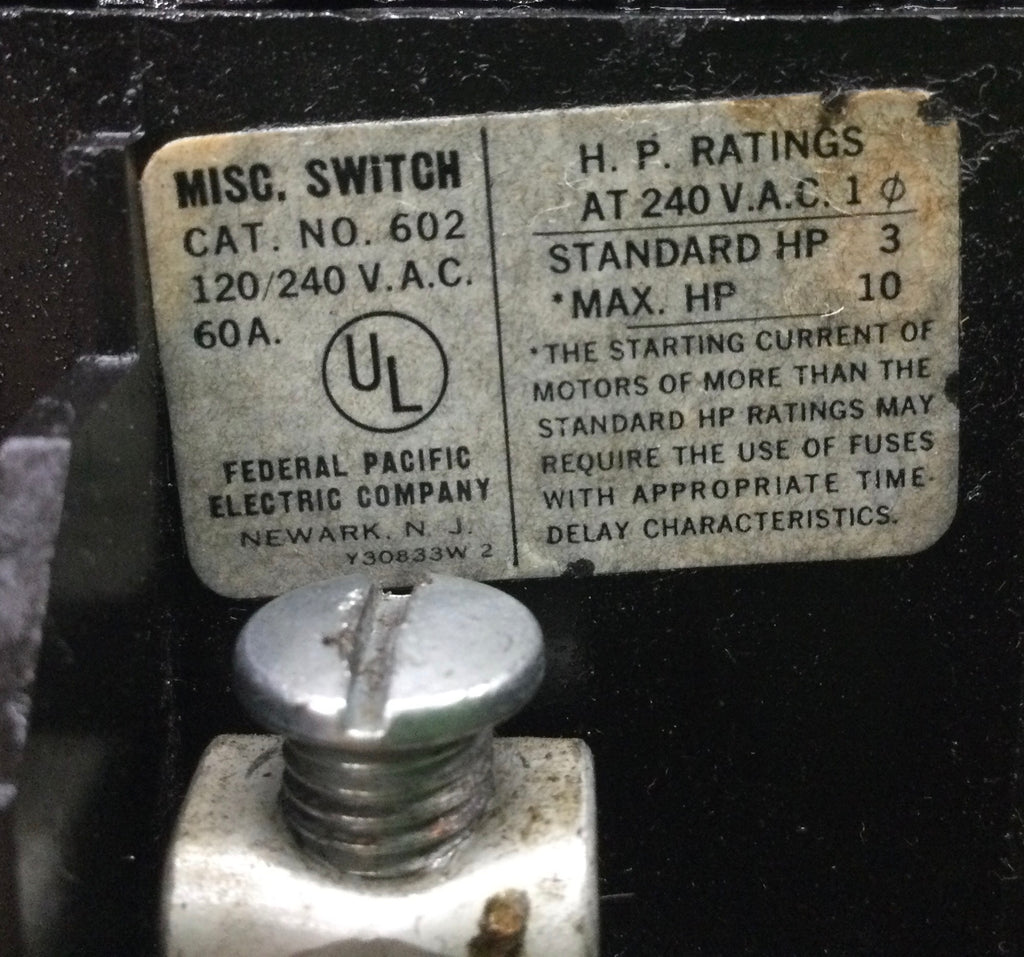 MISC. SWiTCH
CAT. NO. 602
120/240 V.A.C.
60A.
UL
FEDERAL PACIFIC
ELECTRIC COMPANY
NEWARK, N. J.
Y30833W 2
H. P. RATINGS
AT 240 V.A.C. 1 ϕ
STANDARD HP 3
*MAX. HP 10
*THE STARTING CURRENT OF
MOTORS OF MORE THAN THE
STANDARD HP RATINGS MAY
REQUIRE THE USE OF FUSES
WITH APPROPRIATE TIME-
DELAY CHARACTERISTICS.